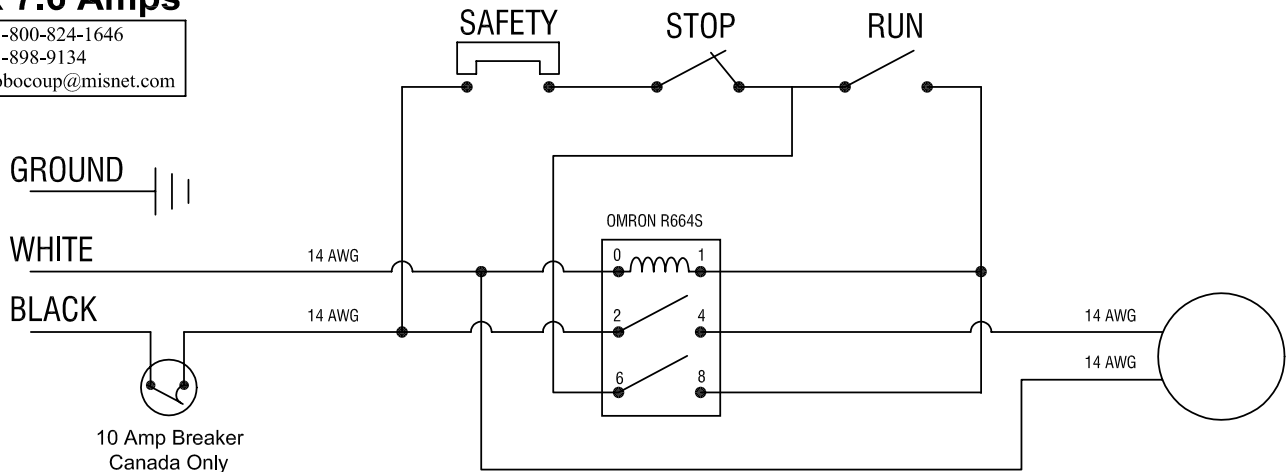 7.0 Amps
-800-824-1646
-898-9134
obocoup@misnet.com
SAFETY
STOP
RUN
GROUND
OMRON R664S
WHITE
14 AWG
0 1
BLACK
14 AWG
2 4
14 AWG
14 AWG
6 8
10 Amp Breaker
Canada Only